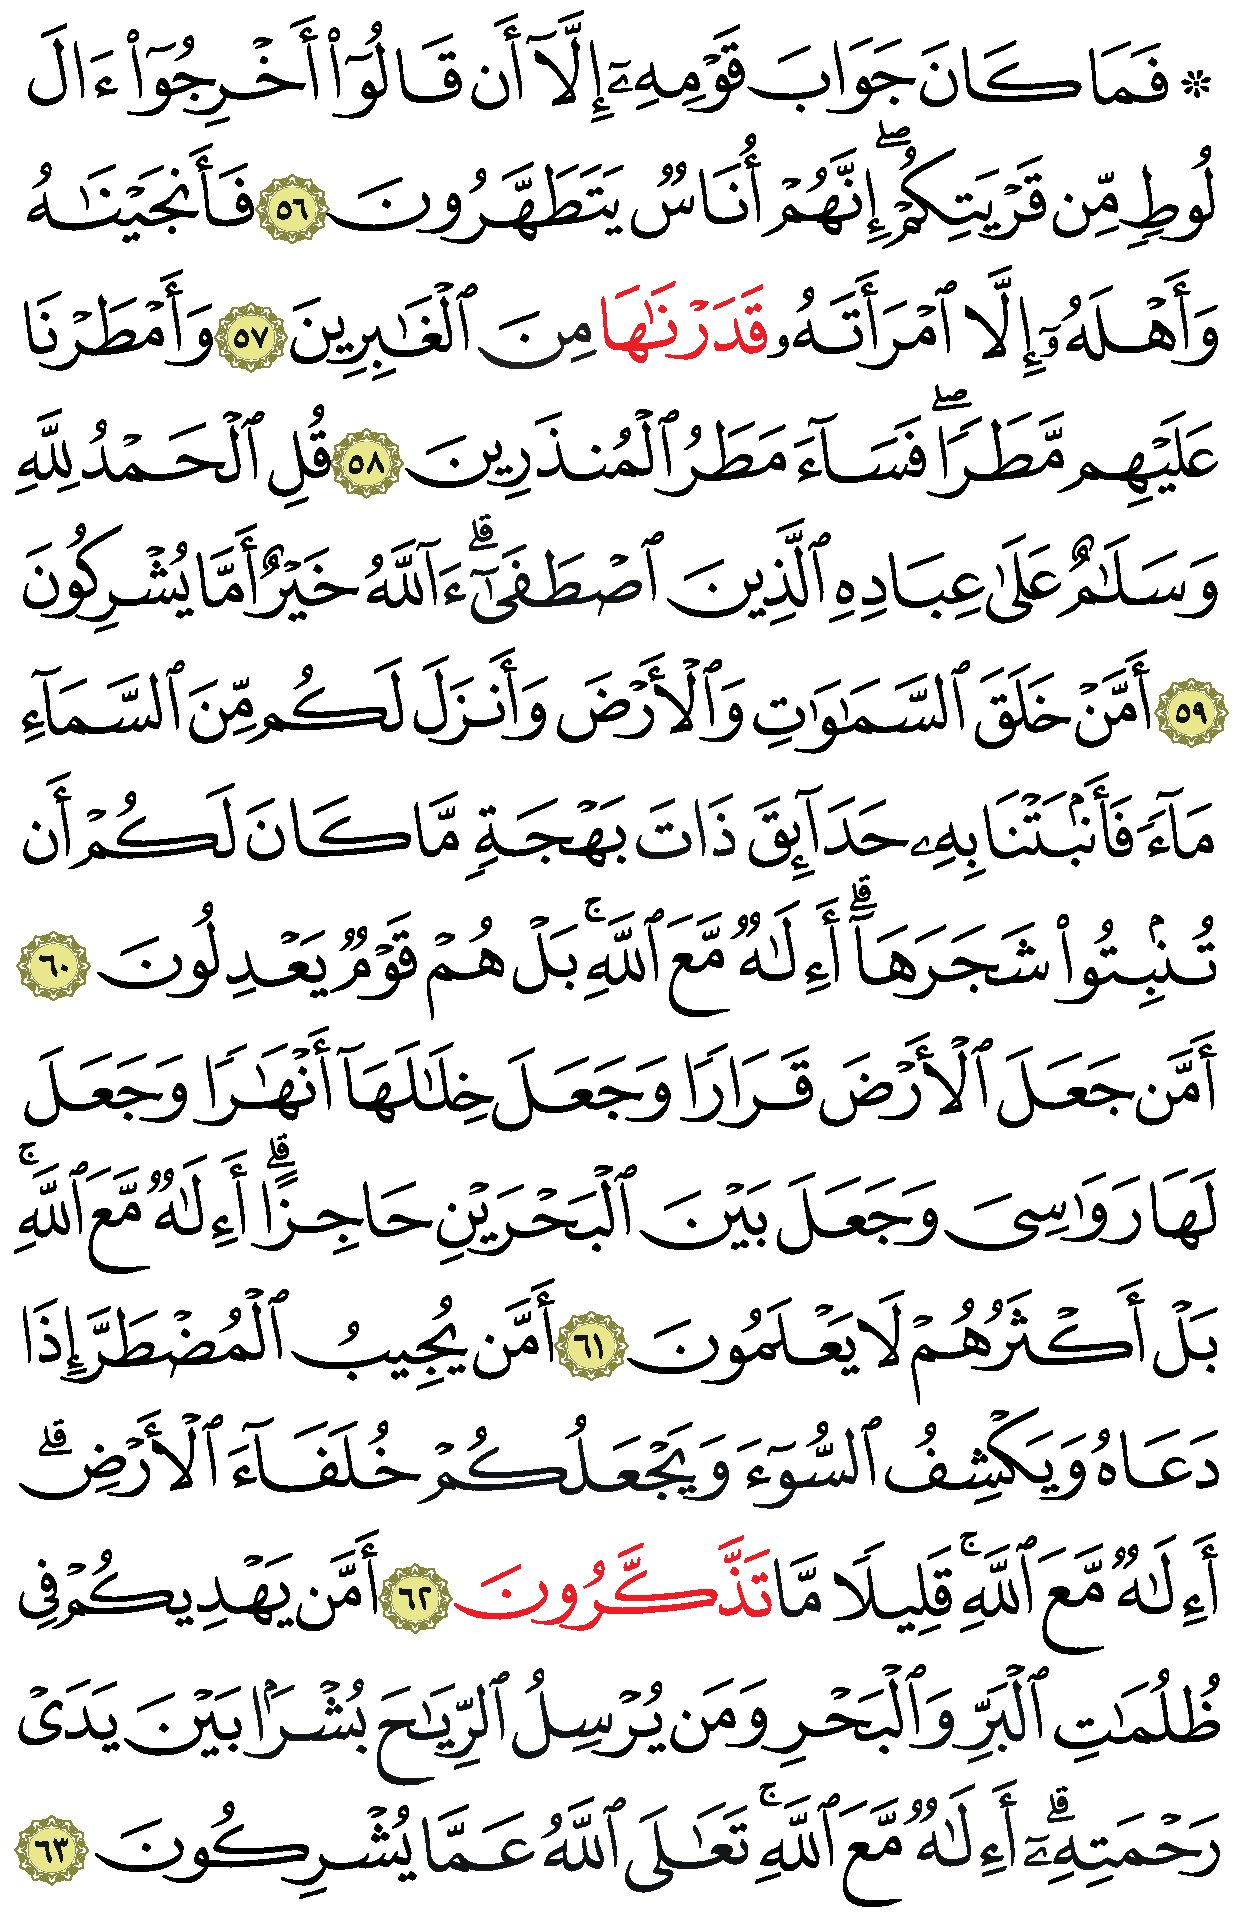 ۞ فَمَا كَانَ جَوَابَ قَوْمِهِۦٓ إِلَّآ أَن قَالُوٓا۟ أَخْرِجُوٓا۟ ءَالَ
لُوطٍ مِّن قَرْيَتِكُمْ ۖ إِنَّهُمْ أُنَاسٌ يَتَطَهَّرُونَ ٥٦ فَأَنجَيْنَٰهُ
وَأَهْلَهُۥٓ إِلَّا ٱمْرَأَتَهُۥ قَدَرْنَٰهَا مِنَ ٱلْغَٰبِرِينَ ٥٧ وَأَمْطَرْنَا
عَلَيْهِم مَّطَرًا ۖ فَسَآءَ مَطَرُ ٱلْمُنذَرِينَ ٥٨ قُلِ ٱلْحَمْدُ لِلَّهِ
وَسَلَٰمٌ عَلَىٰ عِبَادِهِ ٱلَّذِينَ ٱصْطَفَىٰٓ ۗ ءَآللَّهُ خَيْرٌ أَمَّا يُشْرِكُونَ
٥٩ أَمَّنْ خَلَقَ ٱلسَّمَٰوَٰتِ وَٱلْأَرْضَ وَأَنزَلَ لَكُم مِّنَ ٱلسَّمَآءِ
مَآءً فَأَنۢبَتْنَا بِهِۦ حَدَآئِقَ ذَاتَ بَهْجَةٍ مَّا كَانَ لَكُمْ أَن
تُنۢبِتُوا۟ شَجَرَهَآ ۗ أَءِلَٰهٌ مَّعَ ٱللَّهِ ۚ بَلْ هُمْ قَوْمٌ يَعْدِلُونَ ٦٠
أَمَّن جَعَلَ ٱلْأَرْضَ قَرَارًا وَجَعَلَ خِلَٰلَهَآ أَنْهَٰرًا وَجَعَلَ
لَهَا رَوَٰسِىَ وَجَعَلَ بَيْنَ ٱلْبَحْرَيْنِ حَاجِزًا ۗ أَءِلَٰهٌ مَّعَ ٱللَّهِ ۚ
بَلْ أَكْثَرُهُمْ لَا يَعْلَمُونَ ٦١ أَمَّن يُجِيبُ ٱلْمُضْطَرَّ إِذَا
دَعَاهُ وَيَكْشِفُ ٱلسُّوٓءَ وَيَجْعَلُكُمْ خُلَفَآءَ ٱلْأَرْضِ ۗ
أَءِلَٰهٌ مَّعَ ٱللَّهِ ۚ قَلِيلًا مَّا تَذَّكَّرُونَ ٦٢ أَمَّن يَهْدِيكُمْ فِى
ظُلُمَٰتِ ٱلْبَرِّ وَٱلْبَحْرِ وَمَن يُرْسِلُ ٱلرِّيَٰحَ بُشْرًۢا بَيْنَ يَدَىْ
رَحْمَتِهِۦٓ ۗ أَءِلَٰهٌ مَّعَ ٱللَّهِ ۚ تَعَٰلَى ٱللَّهُ عَمَّا يُشْرِكُونَ ٦٣